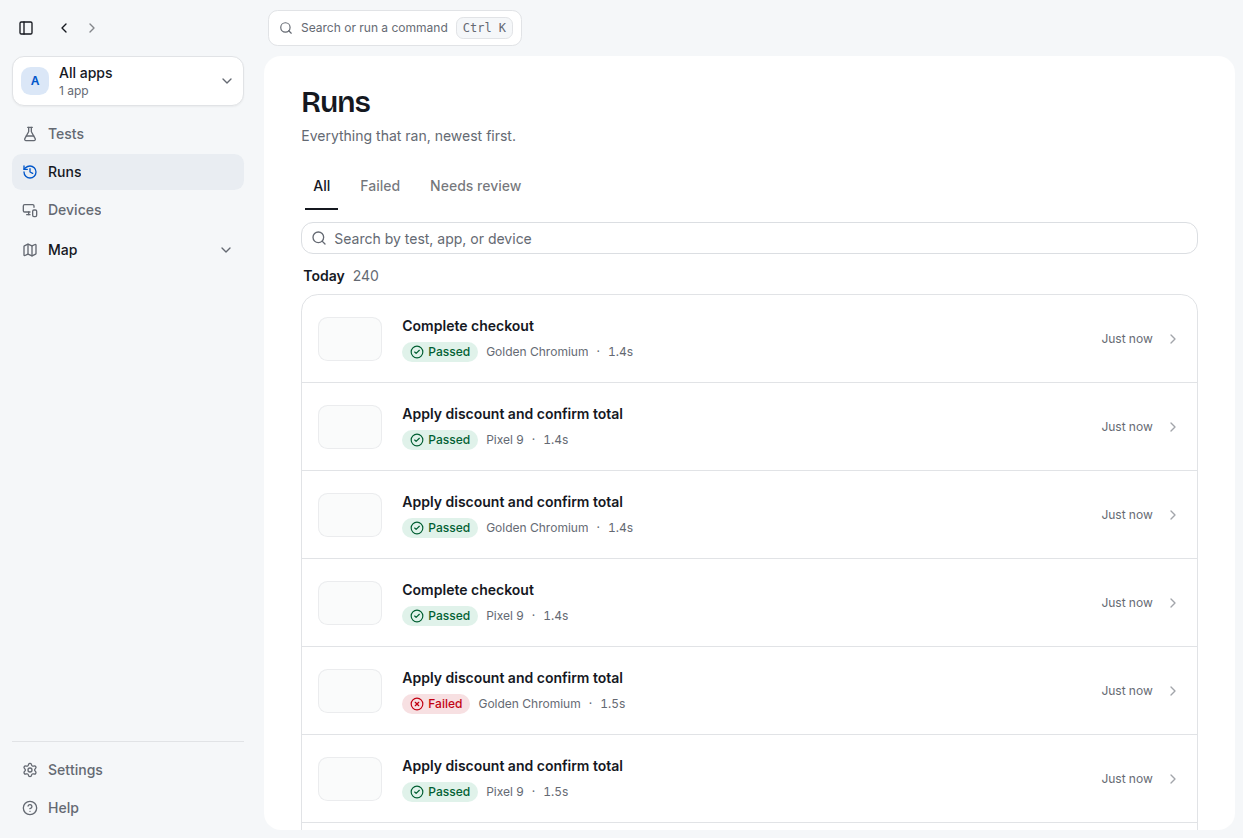 Search or run a command Ctrl K
A All apps
1 app
Tests
Runs
Devices
Map
Settings
Help
Runs
Everything that ran, newest first.
All Failed Needs review
Search by test, app, or device
Today 240
Complete checkout
Passed Golden Chromium · 1.4s
Just now
Apply discount and confirm total
Passed Pixel 9 · 1.4s
Just now
Apply discount and confirm total
Passed Golden Chromium · 1.4s
Just now
Complete checkout
Passed Pixel 9 · 1.4s
Just now
Apply discount and confirm total
Failed Golden Chromium · 1.5s
Just now
Apply discount and confirm total
Passed Pixel 9 · 1.5s
Just now